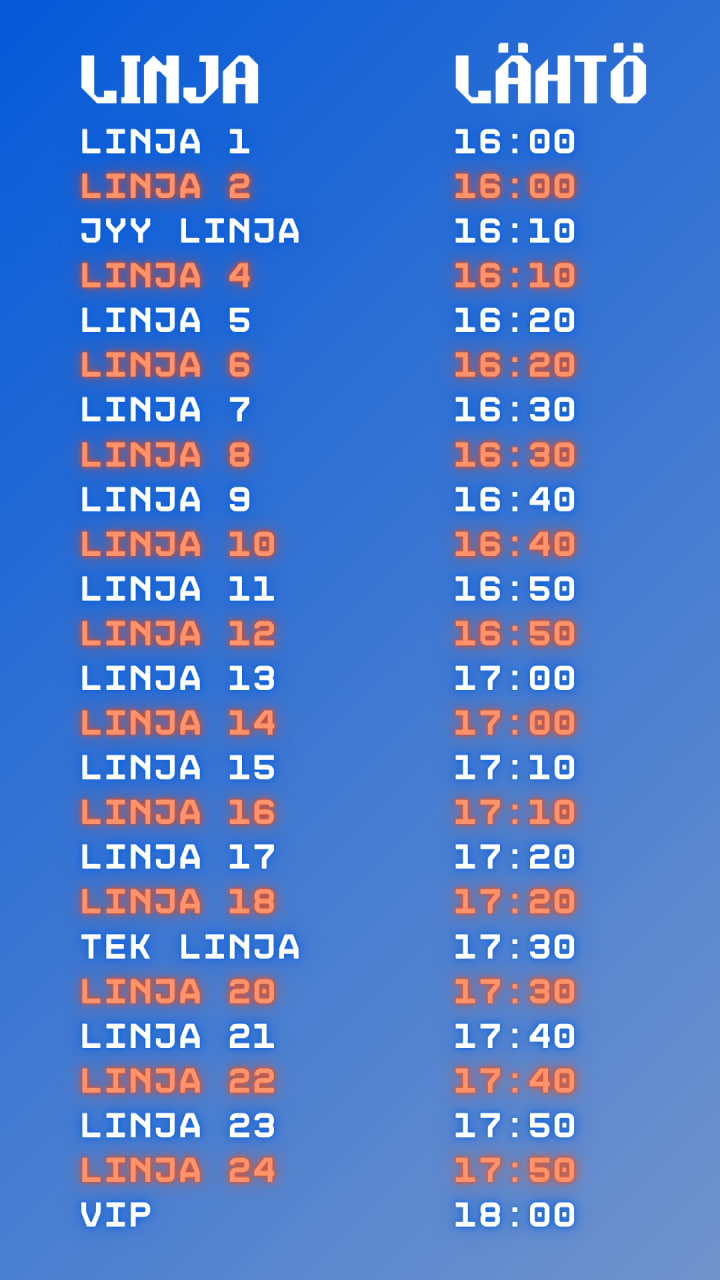 LINJA LÄHTÖ
LINJA 1 16:00
LINJA 2 16:00
JYY LINJA 16:10
LINJA 4 16:10
LINJA 5 16:20
LINJA 6 16:20
LINJA 7 16:30
LINJA 8 16:30
LINJA 9 16:40
LINJA 10 16:40
LINJA 11 16:50
LINJA 12 16:50
LINJA 13 17:00
LINJA 14 17:00
LINJA 15 17:10
LINJA 16 17:10
LINJA 17 17:20
LINJA 18 17:20
TEK LINJA 17:30
LINJA 20 17:30
LINJA 21 17:40
LINJA 22 17:40
LINJA 23 17:50
LINJA 24 17:50
VIP 18:00